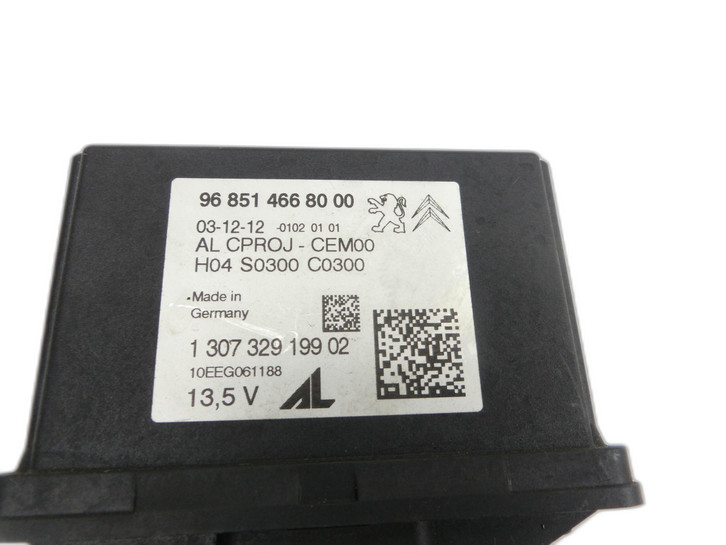 96 851 466 80 00
03-12-12 -0102 01 01
AL CPROJ - CEM00
H04 S0300 C0300
Made in
Germany
1 307 329 199 02
10EEG061188
13,5 V AL